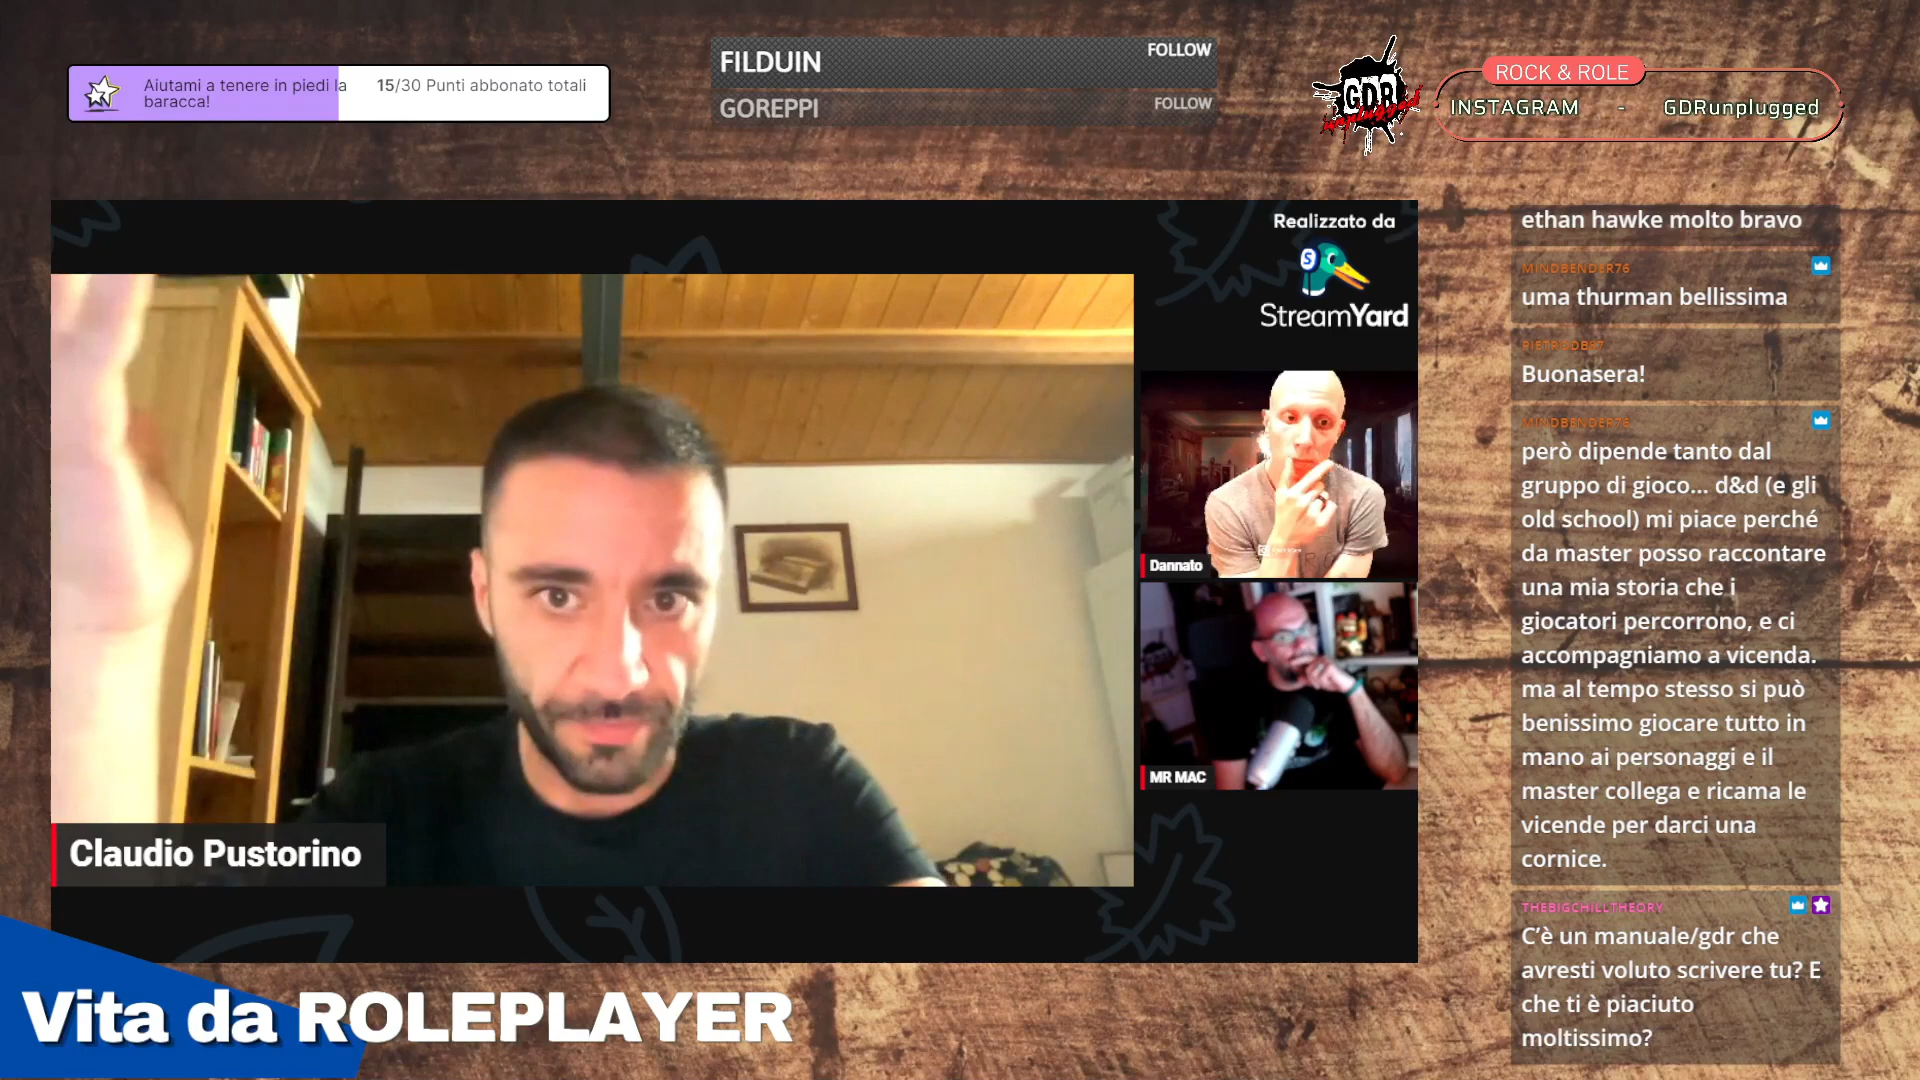 Aiutami a tenere in piedi la
baracca!
15/30 Punti abbonato totali
FILDUIN
FOLLOW
GOREPPI
FOLLOW
GDR
unplugged
ROCK & ROLE
INSTAGRAM - GDRunplugged
Realizzato da
StreamYard
Dannato
MR MAC
Claudio Pustorino
Vita da ROLEPLAYER
ethan hawke molto bravo
MINDBENDER76
uma thurman bellissima
Buonasera!
MINDBENDER76
però dipende tanto dal
gruppo di gioco... d&d (e gli
old school) mi piace perché
da master posso raccontare
una mia storia che i
giocatori percorrono, e ci
accompagniamo a vicenda.
ma al tempo stesso si può
benissimo giocare tutto in
mano ai personaggi e il
master collega e ricama le
vicende per darci una
cornice.
THEBIGCHILLTHEORY
C'è un manuale/gdr che
avresti voluto scrivere tu? E
che ti è piaciuto
moltissimo?